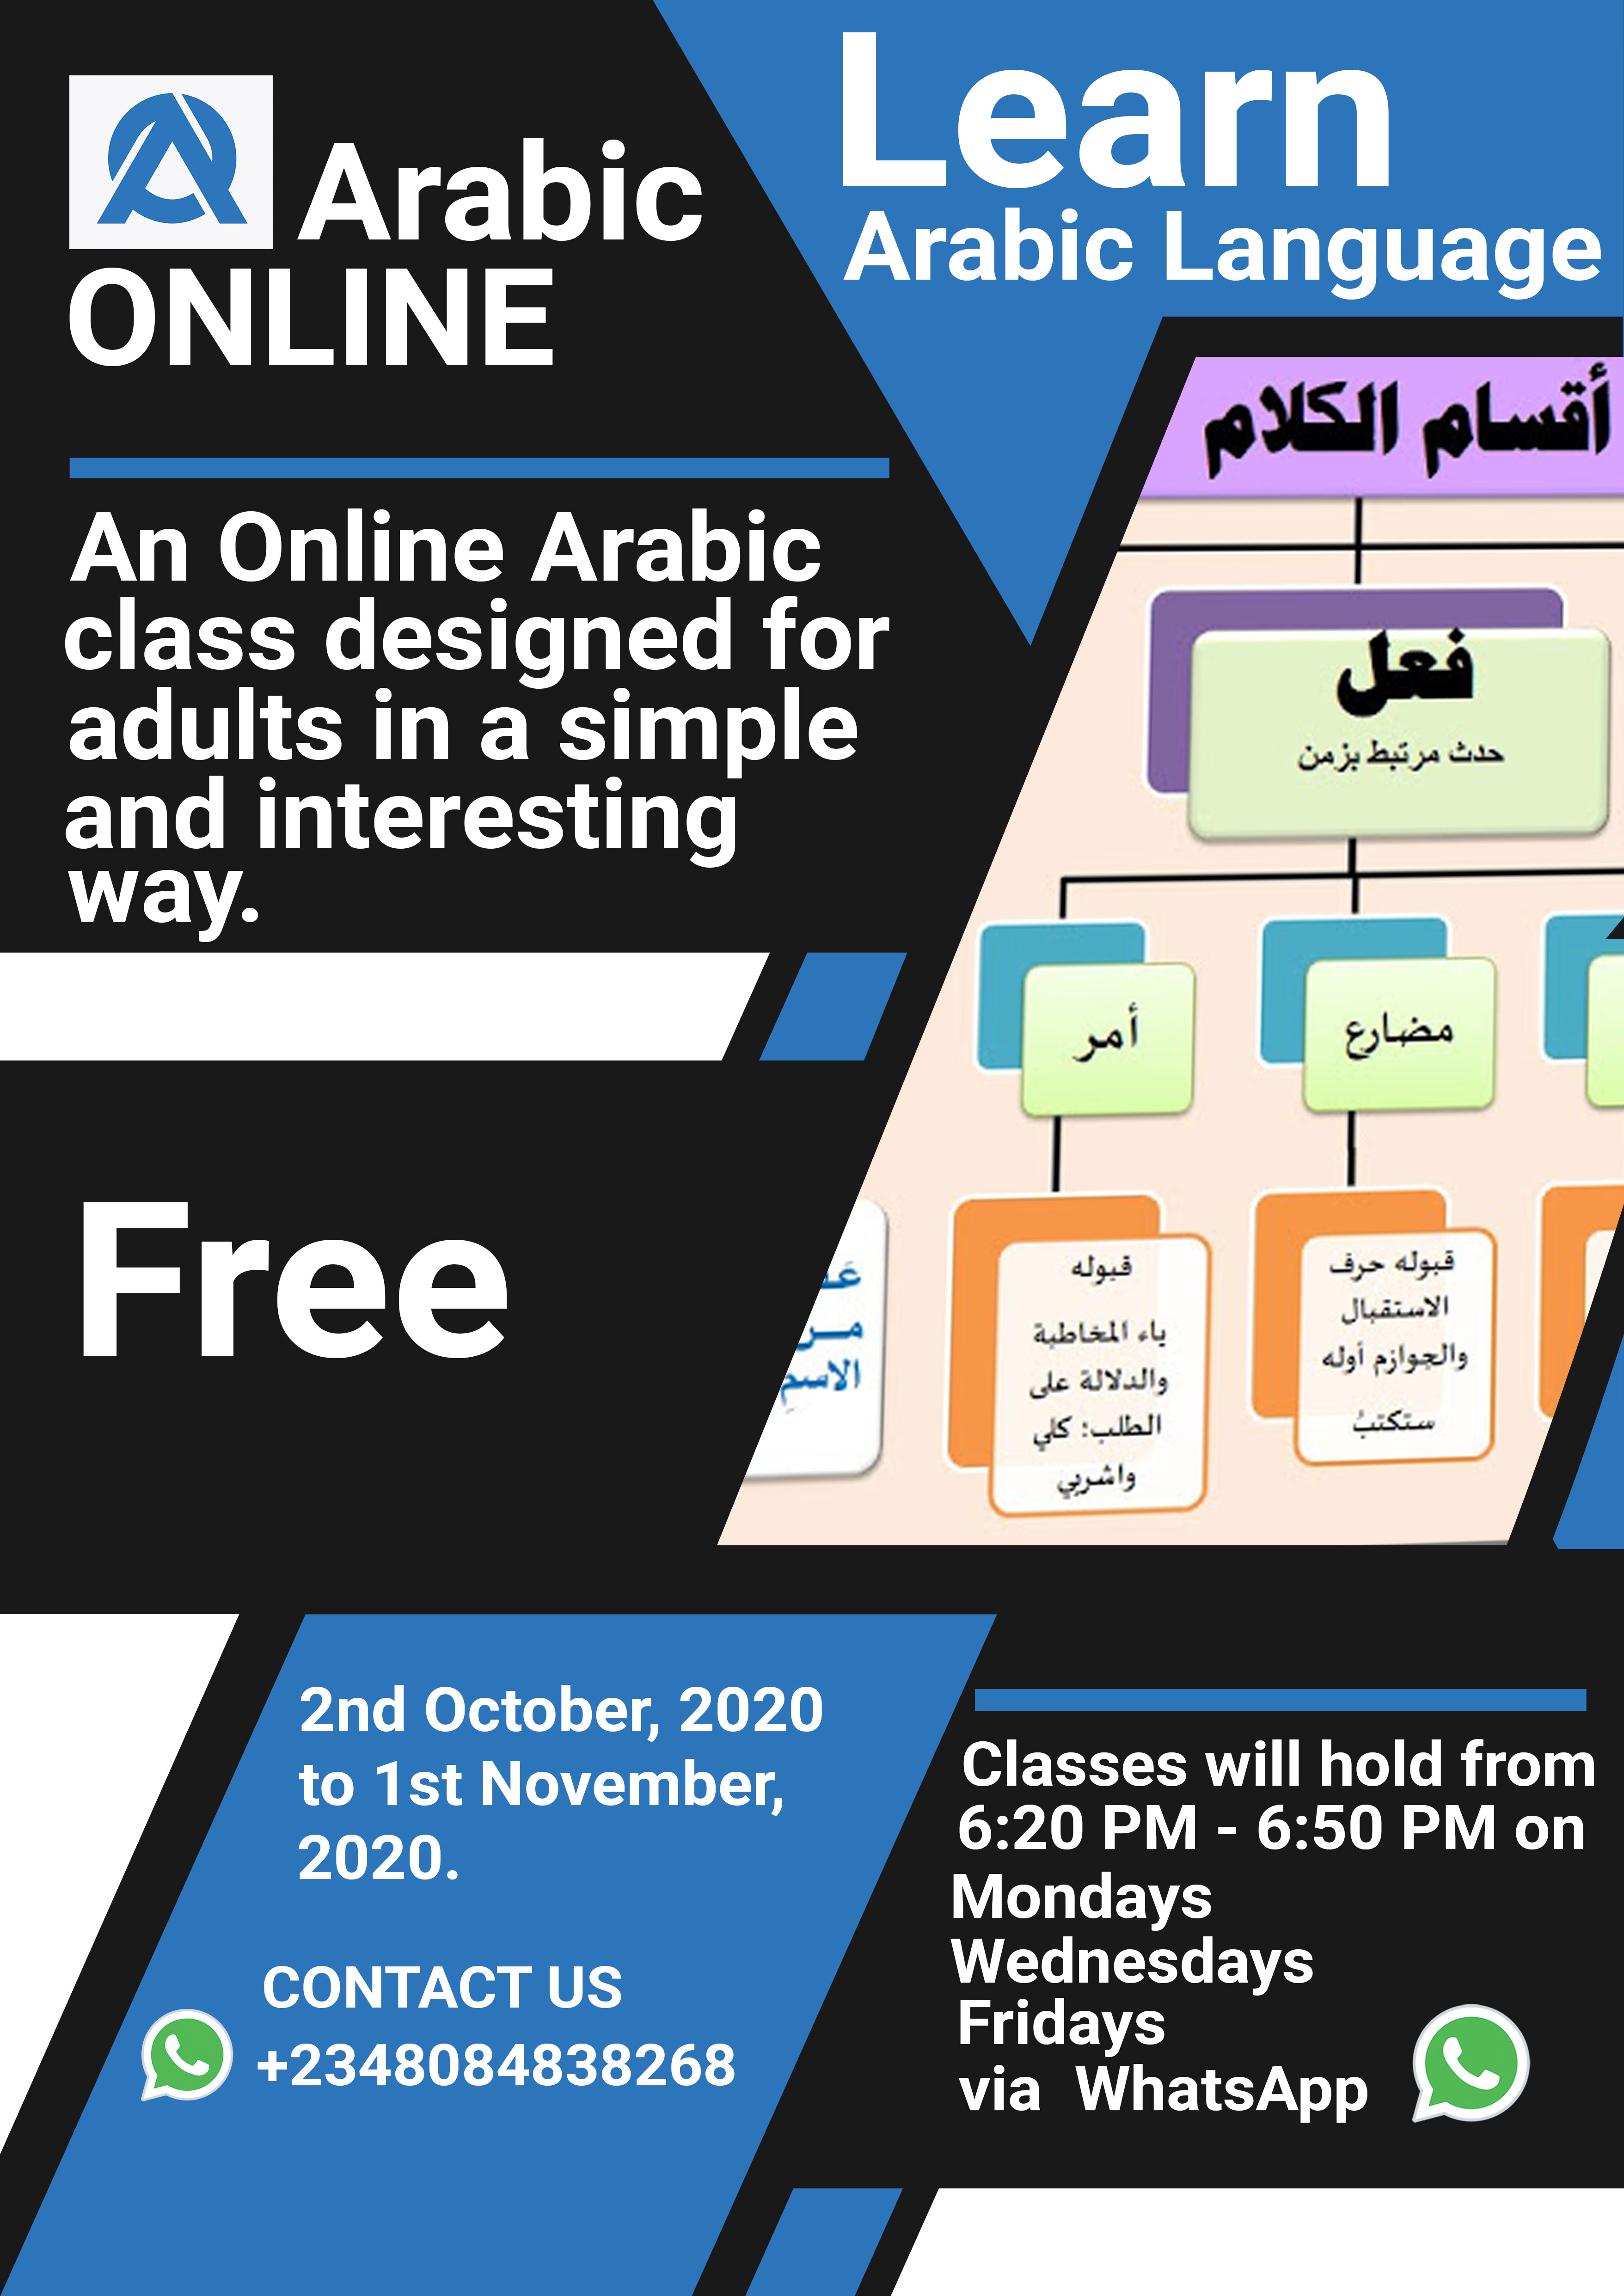 Arabic
ONLINE
Learn
Arabic Language
An Online Arabic
class designed for
adults in a simple
and interesting
way.
أقسام الكلام
فعل
حدث مرتبط بزمن
مضارع
أمر
قبوله حرف
الاستقبال
والجوازم أوله
ستكتبُ
قبوله
ياء المخاطبة
والدلالة على
الطلب: كلي
واشربي
الاسمِ
Free
2nd October, 2020
to 1st November,
2020.
CONTACT US
+2348084838268
Classes will hold from
6:20 PM - 6:50 PM on
Mondays
Wednesdays
Fridays
via WhatsApp